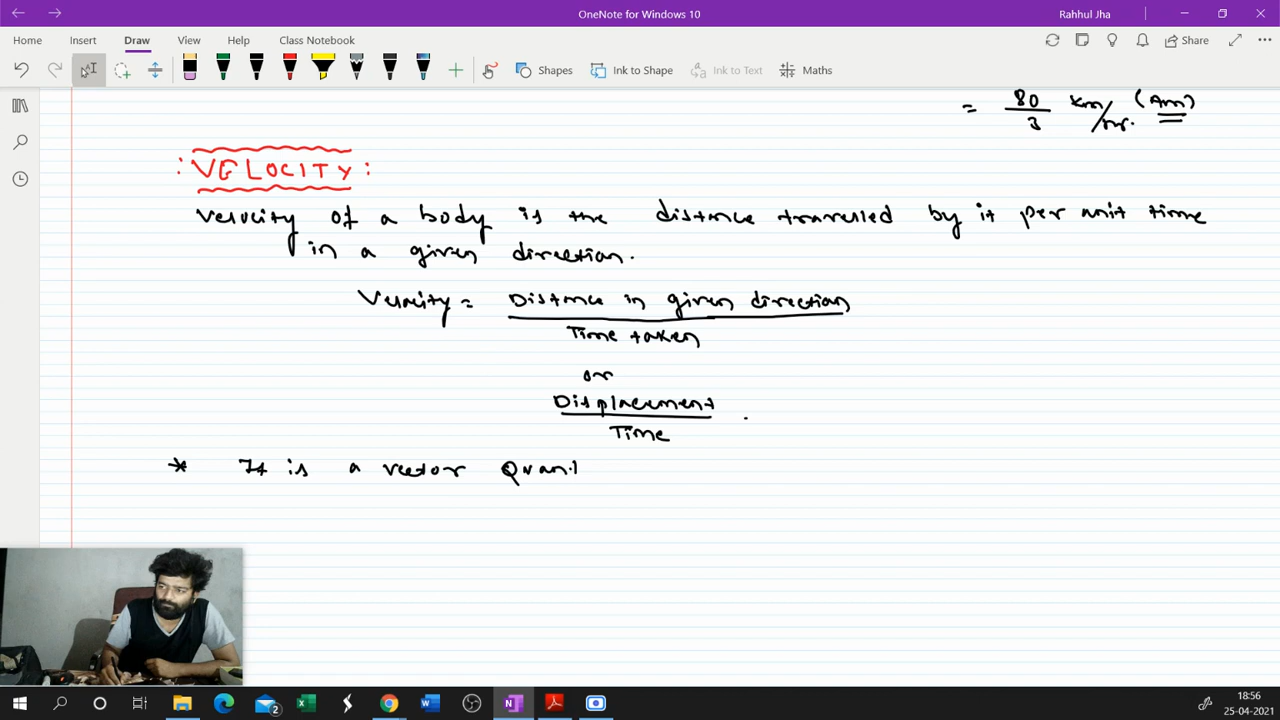 OneNote for Windows 10
Rahhul Jha
Home Insert Draw View Help Class Notebook
Share
Shapes Ink to Shape Ink to Text Maths
= 80/3 km/hr. (Ans)
: VELOCITY :
Velocity of a body is the distance travelled by it per unit time
in a given direction.
Velocity = Distance in given direction
Time taken
or
Displacement
Time
* It is a vector Quant
2
18:56
25-04-2021